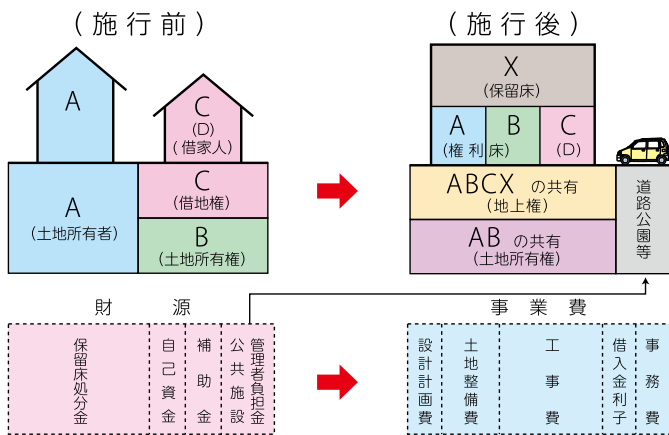 （施行前）
A
C
(D)
(借家人)
A
(土地所有者)
C
(借地権)
B
(土地所有権)
（施行後）
X
(保留床)
A
B
C
(権利床)
(D)
ABCX の共有
(地上権)
AB の共有
(土地所有権)
道路公園等
財源
保留床処分金
自己資金
補助金
公共施設
管理者負担金
事業費
設計計画費
土地整備費
工事費
借入金利子
事務費